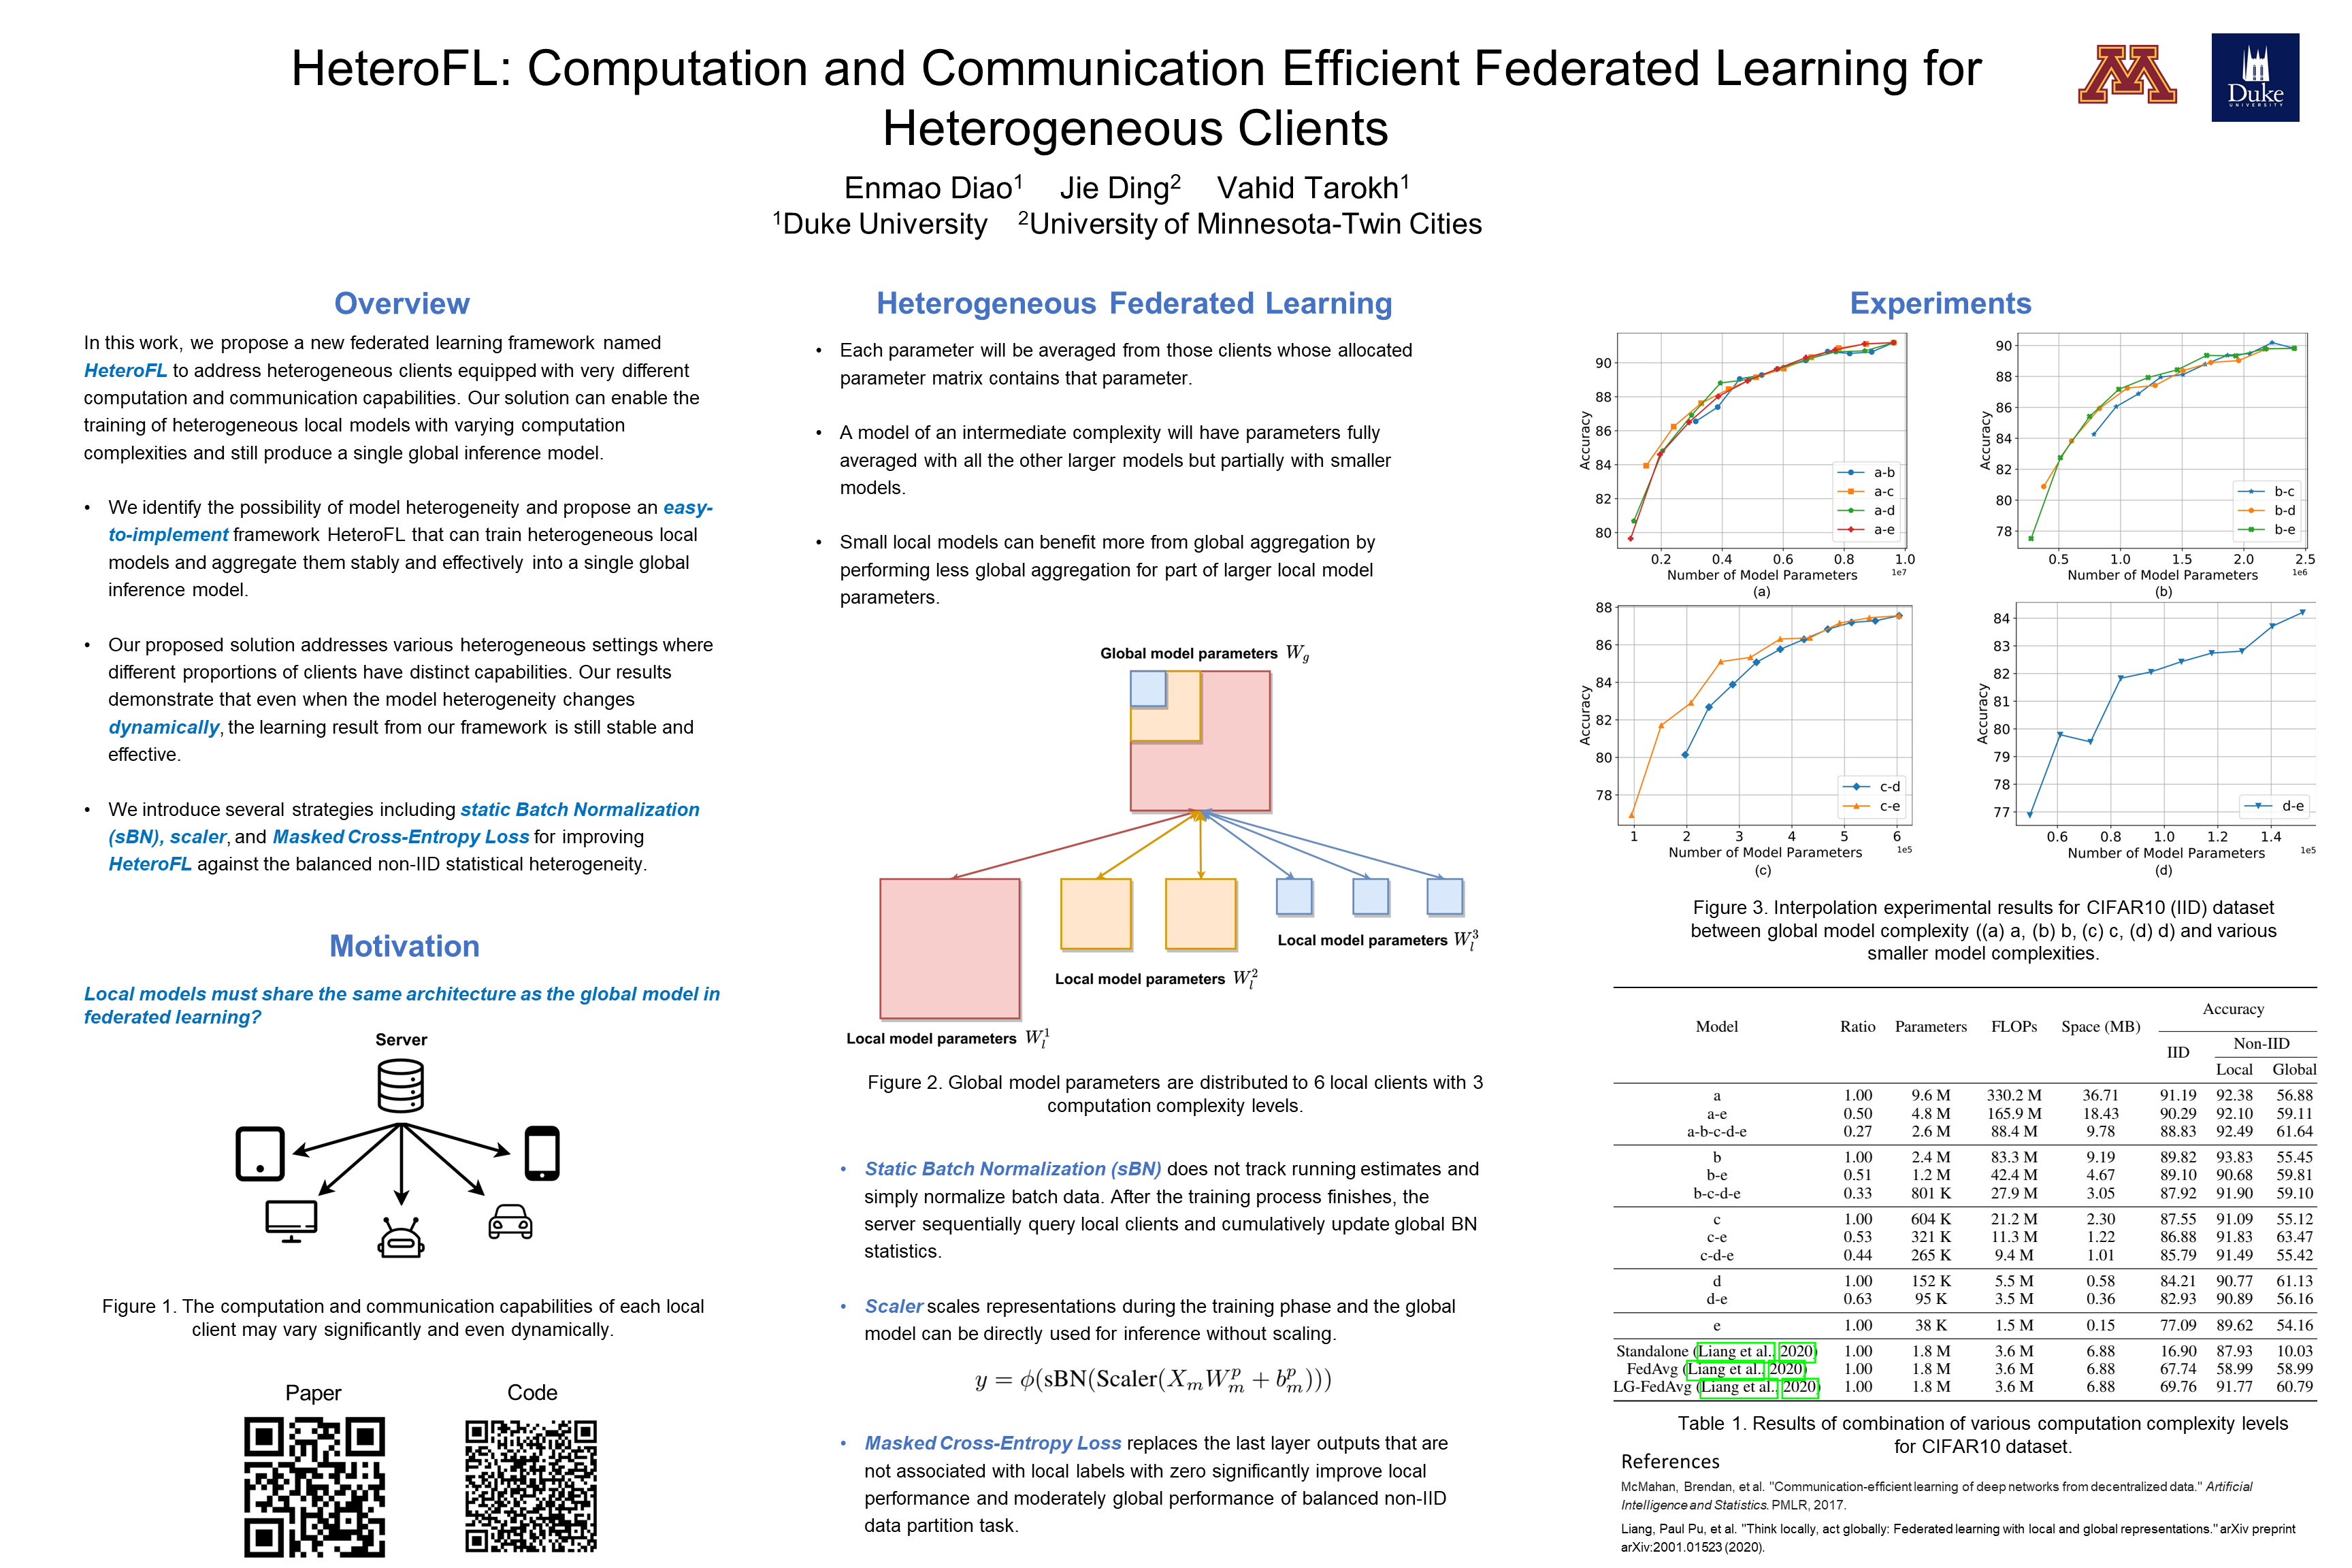 HeteroFL: Computation and Communication Efficient Federated Learning for
Heterogeneous Clients
Enmao Diao1 Jie Ding2 Vahid Tarokh1
1Duke University 2University of Minnesota-Twin Cities
M
Duke
UNIVERSITY
Overview
In this work, we propose a new federated learning framework named
HeteroFL to address heterogeneous clients equipped with very different
computation and communication capabilities. Our solution can enable the
training of heterogeneous local models with varying computation
complexities and still produce a single global inference model.
• We identify the possibility of model heterogeneity and propose an easy-
to-implement framework HeteroFL that can train heterogeneous local
models and aggregate them stably and effectively into a single global
inference model.
• Our proposed solution addresses various heterogeneous settings where
different proportions of clients have distinct capabilities. Our results
demonstrate that even when the model heterogeneity changes
dynamically, the learning result from our framework is still stable and
effective.
• We introduce several strategies including static Batch Normalization
(sBN), scaler, and Masked Cross-Entropy Loss for improving
HeteroFL against the balanced non-IID statistical heterogeneity.
Motivation
Local models must share the same architecture as the global model in
federated learning?
Server
Figure 1. The computation and communication capabilities of each local
client may vary significantly and even dynamically.
Paper Code
Heterogeneous Federated Learning
• Each parameter will be averaged from those clients whose allocated
parameter matrix contains that parameter.
• A model of an intermediate complexity will have parameters fully
averaged with all the other larger models but partially with smaller
models.
• Small local models can benefit more from global aggregation by
performing less global aggregation for part of larger local model
parameters.
Global model parameters W_g
Local model parameters W_l^3
Local model parameters W_l^2
Local model parameters W_l^1
Figure 2. Global model parameters are distributed to 6 local clients with 3
computation complexity levels.
• Static Batch Normalization (sBN) does not track running estimates and
simply normalize batch data. After the training process finishes, the
server sequentially query local clients and cumulatively update global BN
statistics.
• Scaler scales representations during the training phase and the global
model can be directly used for inference without scaling.
y = ϕ(sBN(Scaler(X_m W_m^p + b_m^p)))
• Masked Cross-Entropy Loss replaces the last layer outputs that are
not associated with local labels with zero significantly improve local
performance and moderately global performance of balanced non-IID
data partition task.
Experiments
Accuracy
90
88
86
84
82
80
a-b
a-c
a-d
a-e
0.2 0.4 0.6 0.8 1.0
Number of Model Parameters 1e7
(a)
Accuracy
90
88
86
84
82
80
78
b-c
b-d
b-e
0.5 1.0 1.5 2.0 2.5
Number of Model Parameters 1e6
(b)
Accuracy
88
86
84
82
80
78
c-d
c-e
1 2 3 4 5 6
Number of Model Parameters 1e5
(c)
Accuracy
84
83
82
81
80
79
78
77
d-e
0.6 0.8 1.0 1.2 1.4
Number of Model Parameters 1e5
(d)
Figure 3. Interpolation experimental results for CIFAR10 (IID) dataset
between global model complexity ((a) a, (b) b, (c) c, (d) d) and various
smaller model complexities.
Model Ratio Parameters FLOPs Space (MB) Accuracy
IID Non-IID
Local Global
a 1.00 9.6 M 330.2 M 36.71 91.19 92.38 56.88
a-e 0.50 4.8 M 165.9 M 18.43 90.29 92.10 59.11
a-b-c-d-e 0.27 2.6 M 88.4 M 9.78 88.83 92.49 61.64
b 1.00 2.4 M 83.3 M 9.19 89.82 93.83 55.45
b-e 0.51 1.2 M 42.4 M 4.67 89.10 90.68 59.81
b-c-d-e 0.33 801 K 27.9 M 3.05 87.92 91.90 59.10
c 1.00 604 K 21.2 M 2.30 87.55 91.09 55.12
c-e 0.53 321 K 11.3 M 1.22 86.88 91.83 63.47
c-d-e 0.44 265 K 9.4 M 1.01 85.79 91.49 55.42
d 1.00 152 K 5.5 M 0.58 84.21 90.77 61.13
d-e 0.63 95 K 3.5 M 0.36 82.93 90.89 56.16
e 1.00 38 K 1.5 M 0.15 77.09 89.62 54.16
Standalone (Liang et al., 2020) 1.00 1.8 M 3.6 M 6.88 16.90 87.93 10.03
FedAvg (Liang et al., 2020) 1.00 1.8 M 3.6 M 6.88 67.74 58.99 58.99
LG-FedAvg (Liang et al., 2020) 1.00 1.8 M 3.6 M 6.88 69.76 91.77 60.79
Table 1. Results of combination of various computation complexity levels
for CIFAR10 dataset.
References
McMahan, Brendan, et al. "Communication-efficient learning of deep networks from decentralized data." Artificial
Intelligence and Statistics. PMLR, 2017.
Liang, Paul Pu, et al. "Think locally, act globally: Federated learning with local and global representations." arXiv preprint
arXiv:2001.01523 (2020).